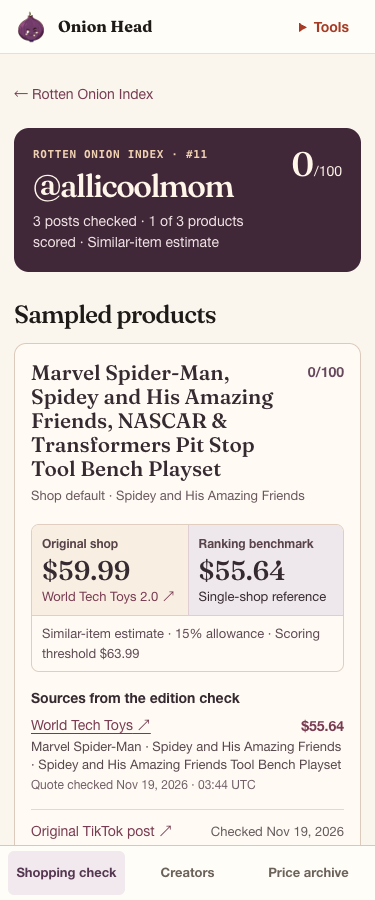 Onion Head
▶ Tools
← Rotten Onion Index
ROTTEN ONION INDEX · #11
0/100
@allicoolmom
3 posts checked · 1 of 3 products
scored · Similar-item estimate
Sampled products
Marvel Spider-Man,
Spidey and His Amazing
Friends, NASCAR &
Transformers Pit Stop
Tool Bench Playset
0/100
Shop default · Spidey and His Amazing Friends
Original shop
$59.99
World Tech Toys 2.0 ↗
Ranking benchmark
$55.64
Single-shop reference
Similar-item estimate · 15% allowance · Scoring
threshold $63.99
Sources from the edition check
World Tech Toys ↗
$55.64
Marvel Spider-Man · Spidey and His Amazing Friends
· Spidey and His Amazing Friends Tool Bench Playset
Quote checked Nov 19, 2026 · 03:44 UTC
Original TikTok post ↗
Checked Nov 19, 2026
Shopping check
Creators
Price archive